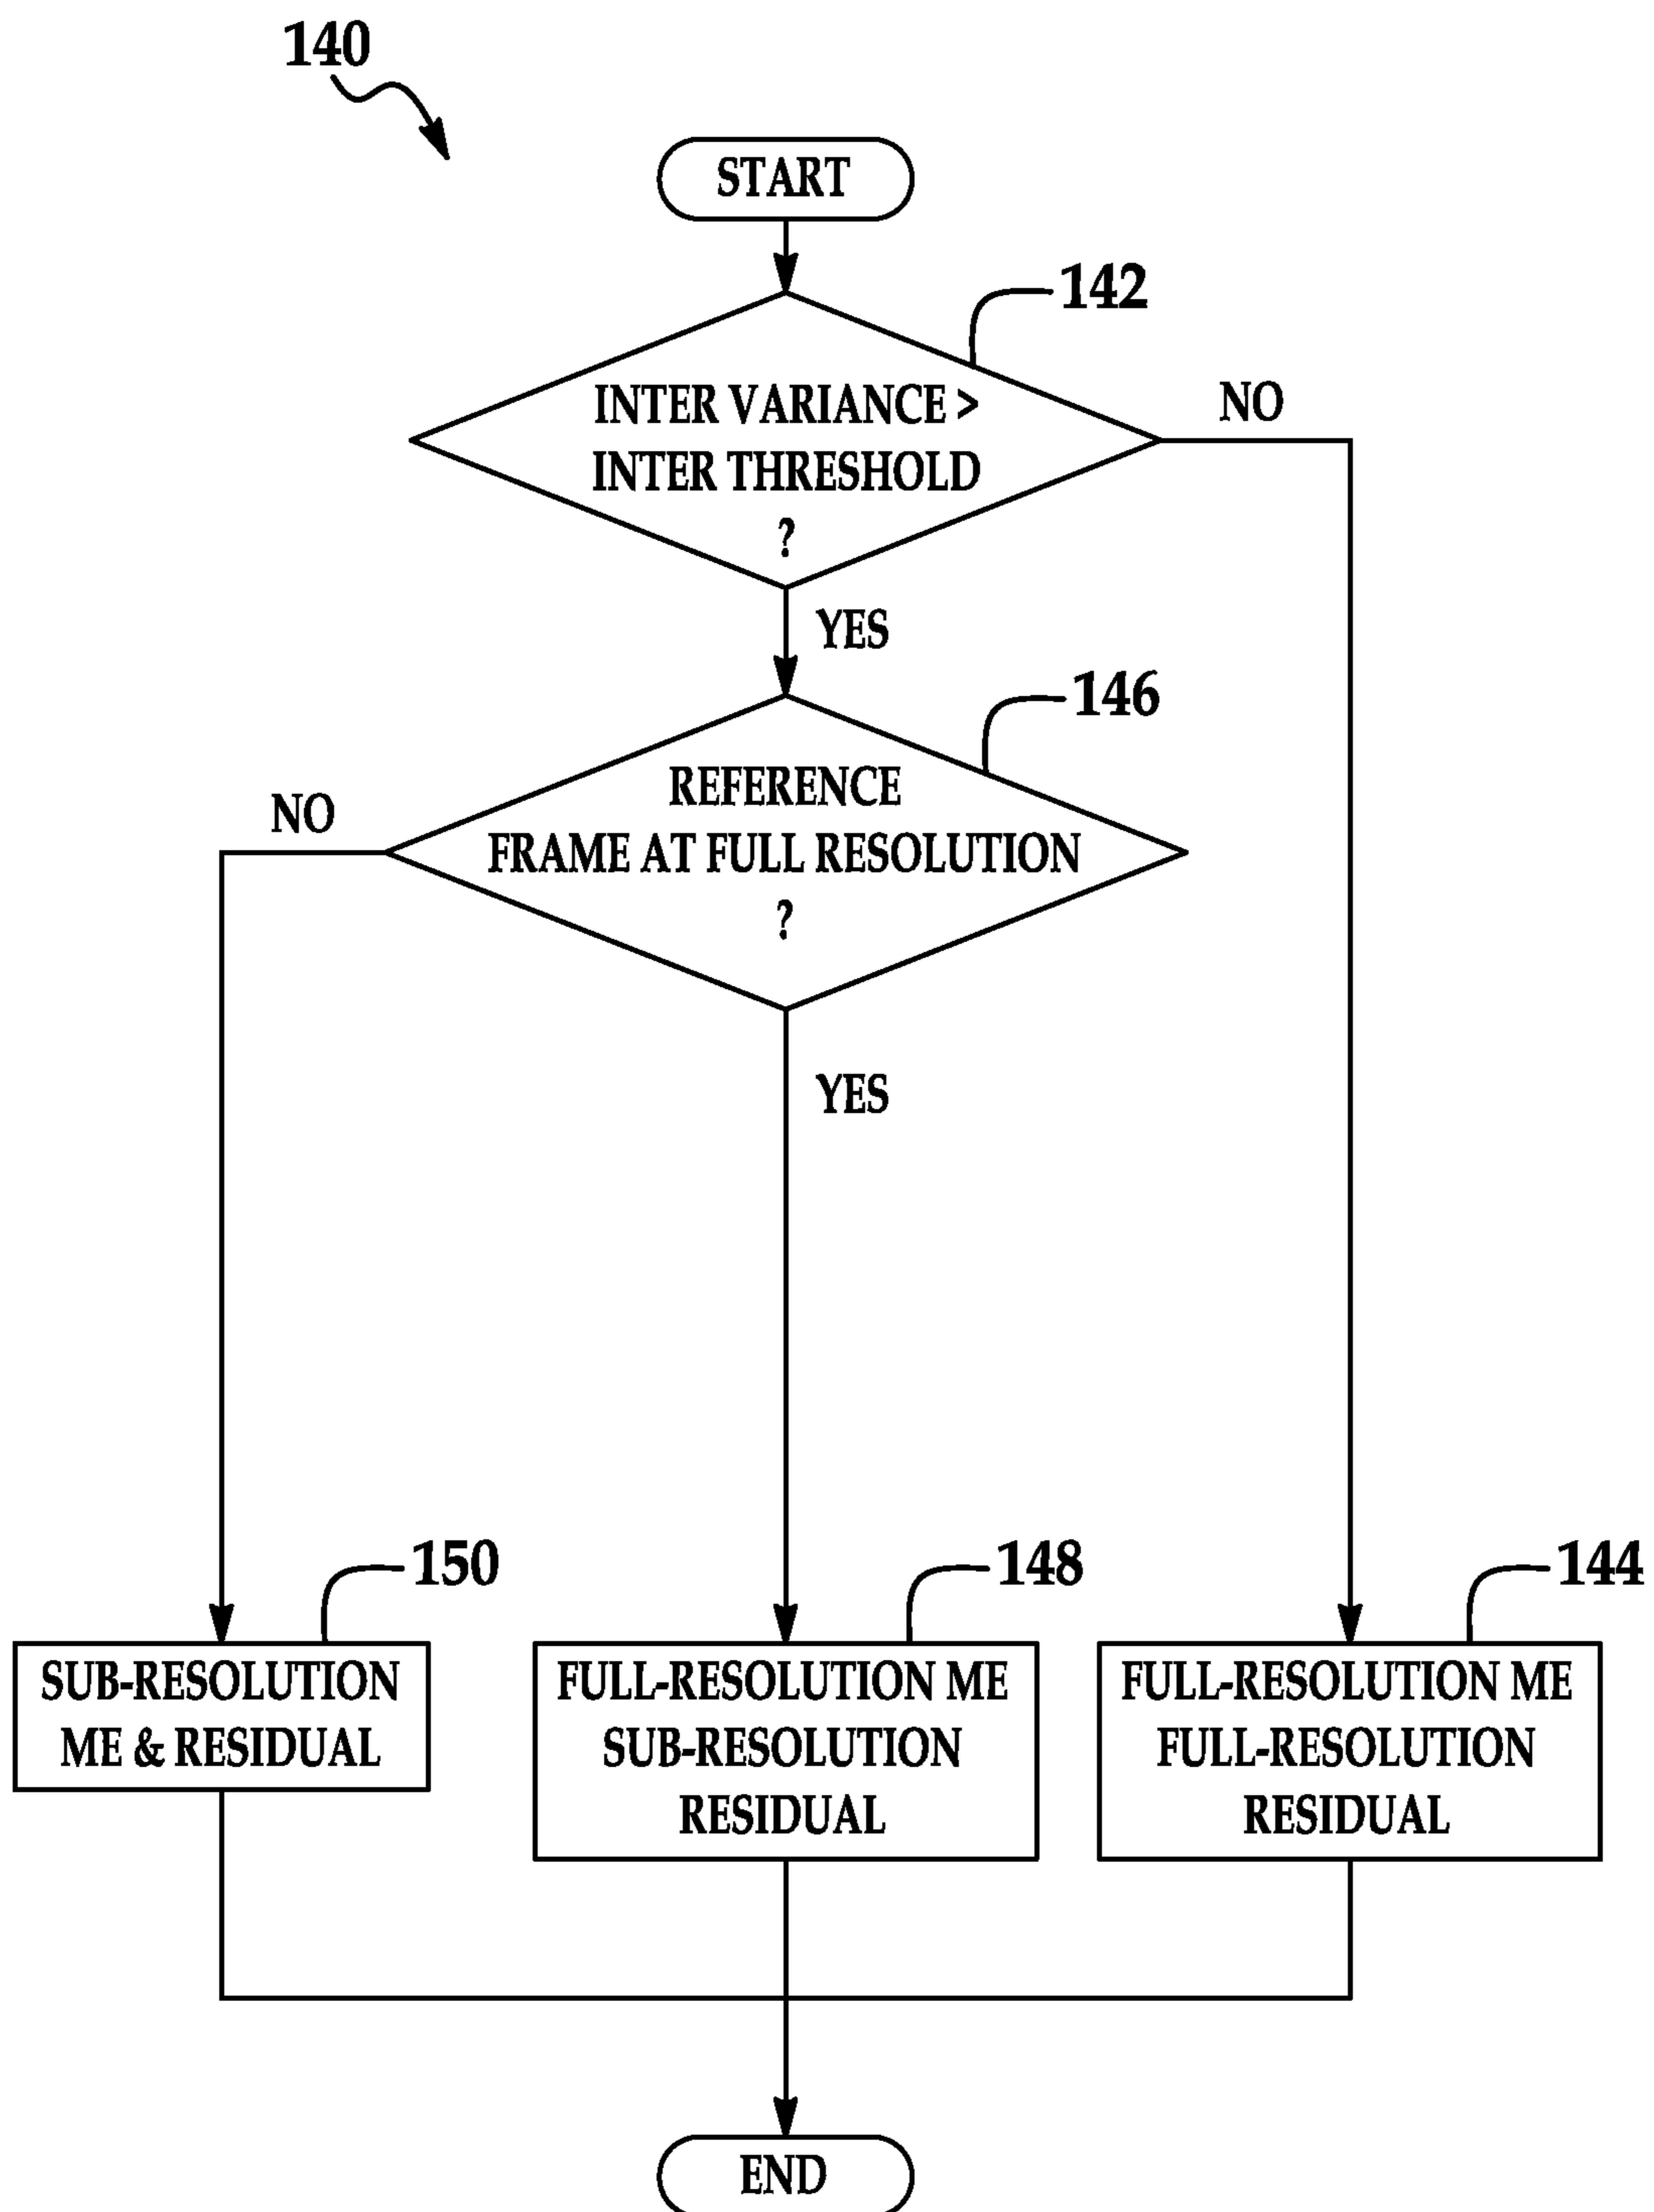 140
START
142
INTER VARIANCE >
INTER THRESHOLD
?
NO
YES
146
REFERENCE
FRAME AT FULL RESOLUTION
?
NO
YES
150
SUB-RESOLUTION
ME & RESIDUAL
148
FULL-RESOLUTION ME
SUB-RESOLUTION
RESIDUAL
144
FULL-RESOLUTION ME
FULL-RESOLUTION
RESIDUAL
END